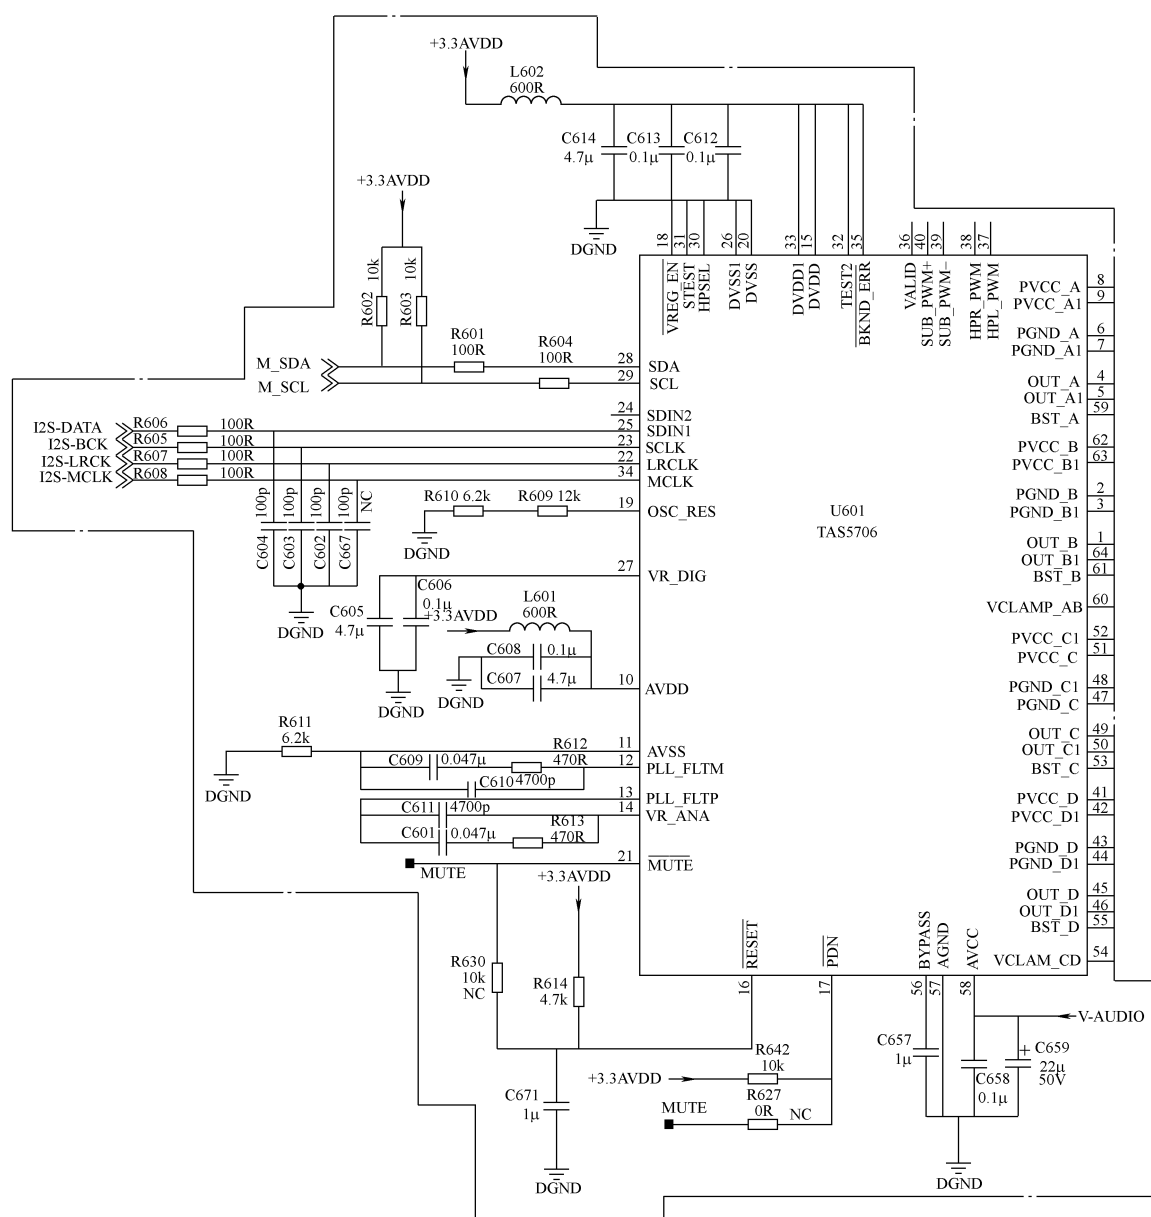 +3.3AVDD
L602
600R
C614
4.7μ
C613
0.1μ
C612
0.1μ
DGND
+3.3AVDD
R602
10k
R603
10k
18
31
30
26
20
33
15
32
35
36
40
39
38
37
VREG_EN
STEST
HPSEL
DVSS1
DVSS
DVDD1
DVDD
TEST2
BKND_ERR
VALID
SUB_PWM+
SUB_PWM−
HPR_PWM
HPL_PWM
M_SDA
M_SCL
R601
100R
R604
100R
28
SDA
29
SCL
24
SDIN2
25
SDIN1
23
SCLK
22
LRCLK
34
MCLK
19
OSC_RES
I2S-DATA
R606
100R
I2S-BCK
R605
100R
I2S-LRCK
R607
100R
I2S-MCLK
R608
100R
C604
100p
C603
100p
C602
100p
C667
100p
NC
DGND
R610 6.2k
R609 12k
DGND
27
VR_DIG
C605
4.7μ
C606
0.1μ
DGND
+3.3AVDD
L601
600R
C608
0.1μ
C607
4.7μ
DGND
10
AVDD
R611
6.2k
DGND
11
AVSS
R612
470R
C609
0.047μ
12
PLL_FLTM
C610
4700p
13
PLL_FLTP
C611
4700p
14
VR_ANA
C601
0.047μ
R613
470R
21
MUTE
MUTE
+3.3AVDD
R630
10k
NC
R614
4.7k
C671
1μ
DGND
RESET
16
PDN
17
BYPASS
AGND
AVCC
56
57
58
+3.3AVDD
R642
10k
MUTE
R627
0R
NC
C657
1μ
C658
0.1μ
C659
22μ
50V
V-AUDIO
DGND
U601
TAS5706
PVCC_A
8
PVCC_A1
9
PGND_A
6
PGND_A1
7
OUT_A
4
OUT_A1
5
BST_A
59
PVCC_B
62
PVCC_B1
63
PGND_B
2
PGND_B1
3
OUT_B
1
OUT_B1
64
BST_B
61
VCLAMP_AB
60
PVCC_C1
52
PVCC_C
51
PGND_C1
48
PGND_C
47
OUT_C
49
OUT_C1
50
BST_C
53
PVCC_D
41
PVCC_D1
42
PGND_D
43
PGND_D1
44
OUT_D
45
OUT_D1
46
BST_D
55
VCLAM_CD
54